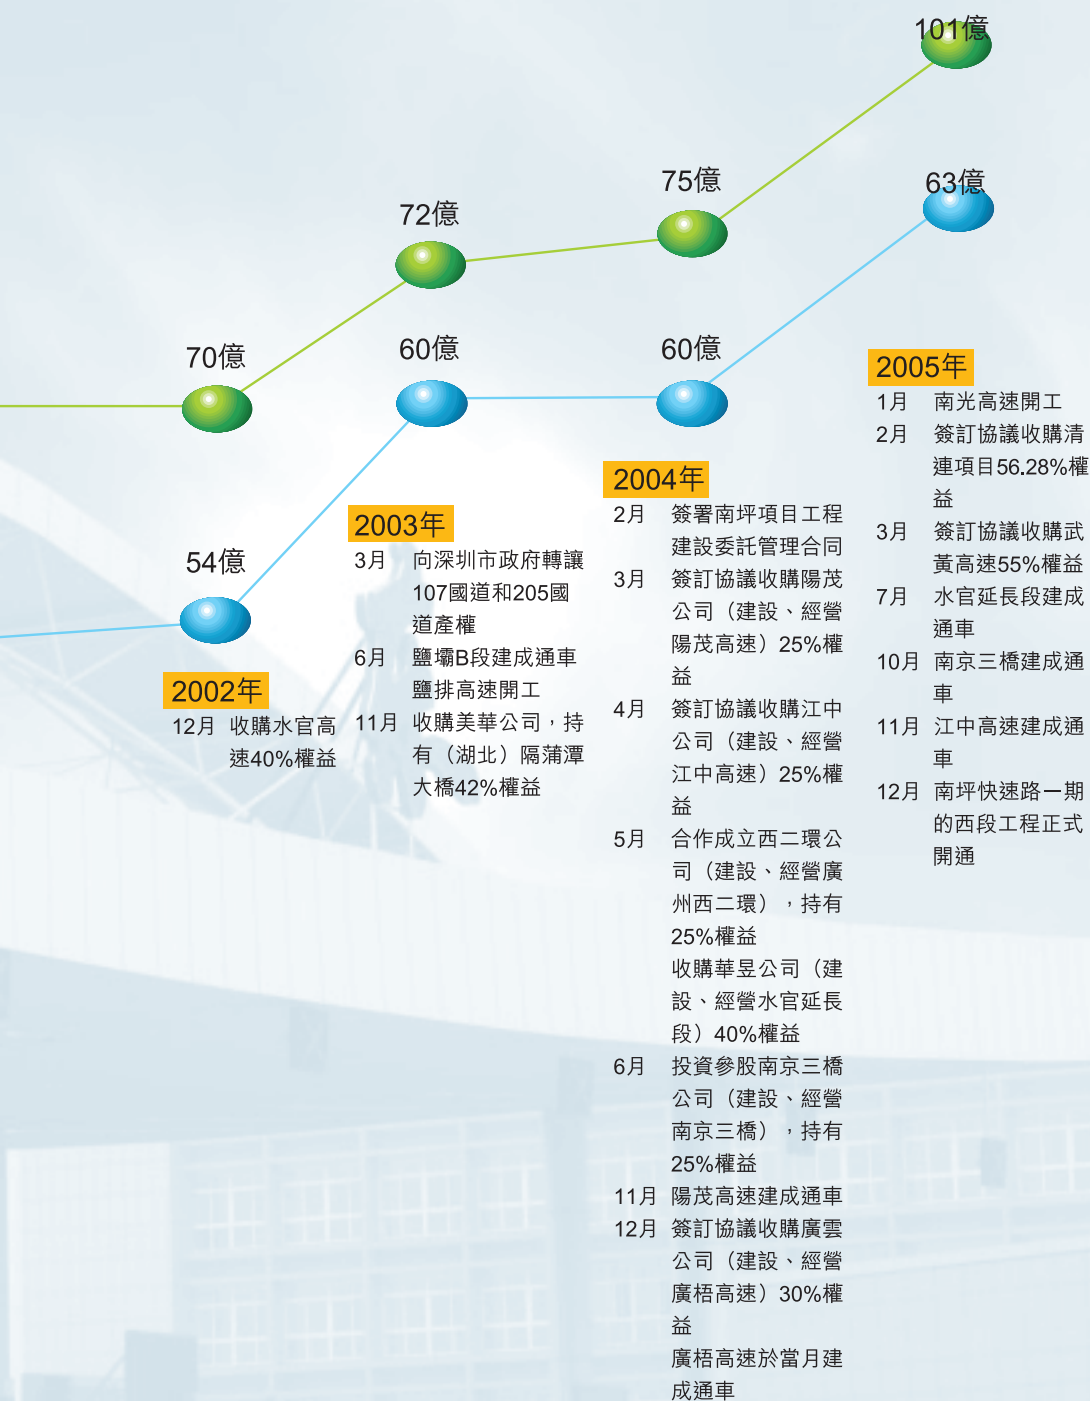 101億
63億
75億
72億
70億
60億
60億
54億
2002年
12月 收購水官高
速40%權益
2003年
3月 向深圳市政府轉讓
107國道和205國
道產權
6月 鹽壩B段建成通車
鹽排高速開工
11月 收購美華公司，持
有（湖北）隔蒲潭
大橋42%權益
2004年
2月 簽署南坪項目工程
建設委託管理合同
3月 簽訂協議收購陽茂
公司（建設、經營
陽茂高速）25%權
益
4月 簽訂協議收購江中
公司（建設、經營
江中高速）25%權
益
5月 合作成立西二環公
司（建設、經營廣
州西二環），持有
25%權益
收購華昱公司（建
設、經營水官延長
段）40%權益
6月 投資參股南京三橋
公司（建設、經營
南京三橋），持有
25%權益
11月 陽茂高速建成通車
12月 簽訂協議收購廣雲
公司（建設、經營
廣梧高速）30%權
益
廣梧高速於當月建
成通車
2005年
1月 南光高速開工
2月 簽訂協議收購清
連項目56.28%權
益
3月 簽訂協議收購武
黃高速55%權益
7月 水官延長段建成
通車
10月 南京三橋建成通
車
11月 江中高速建成通
車
12月 南坪快速路一期
的西段工程正式
開通